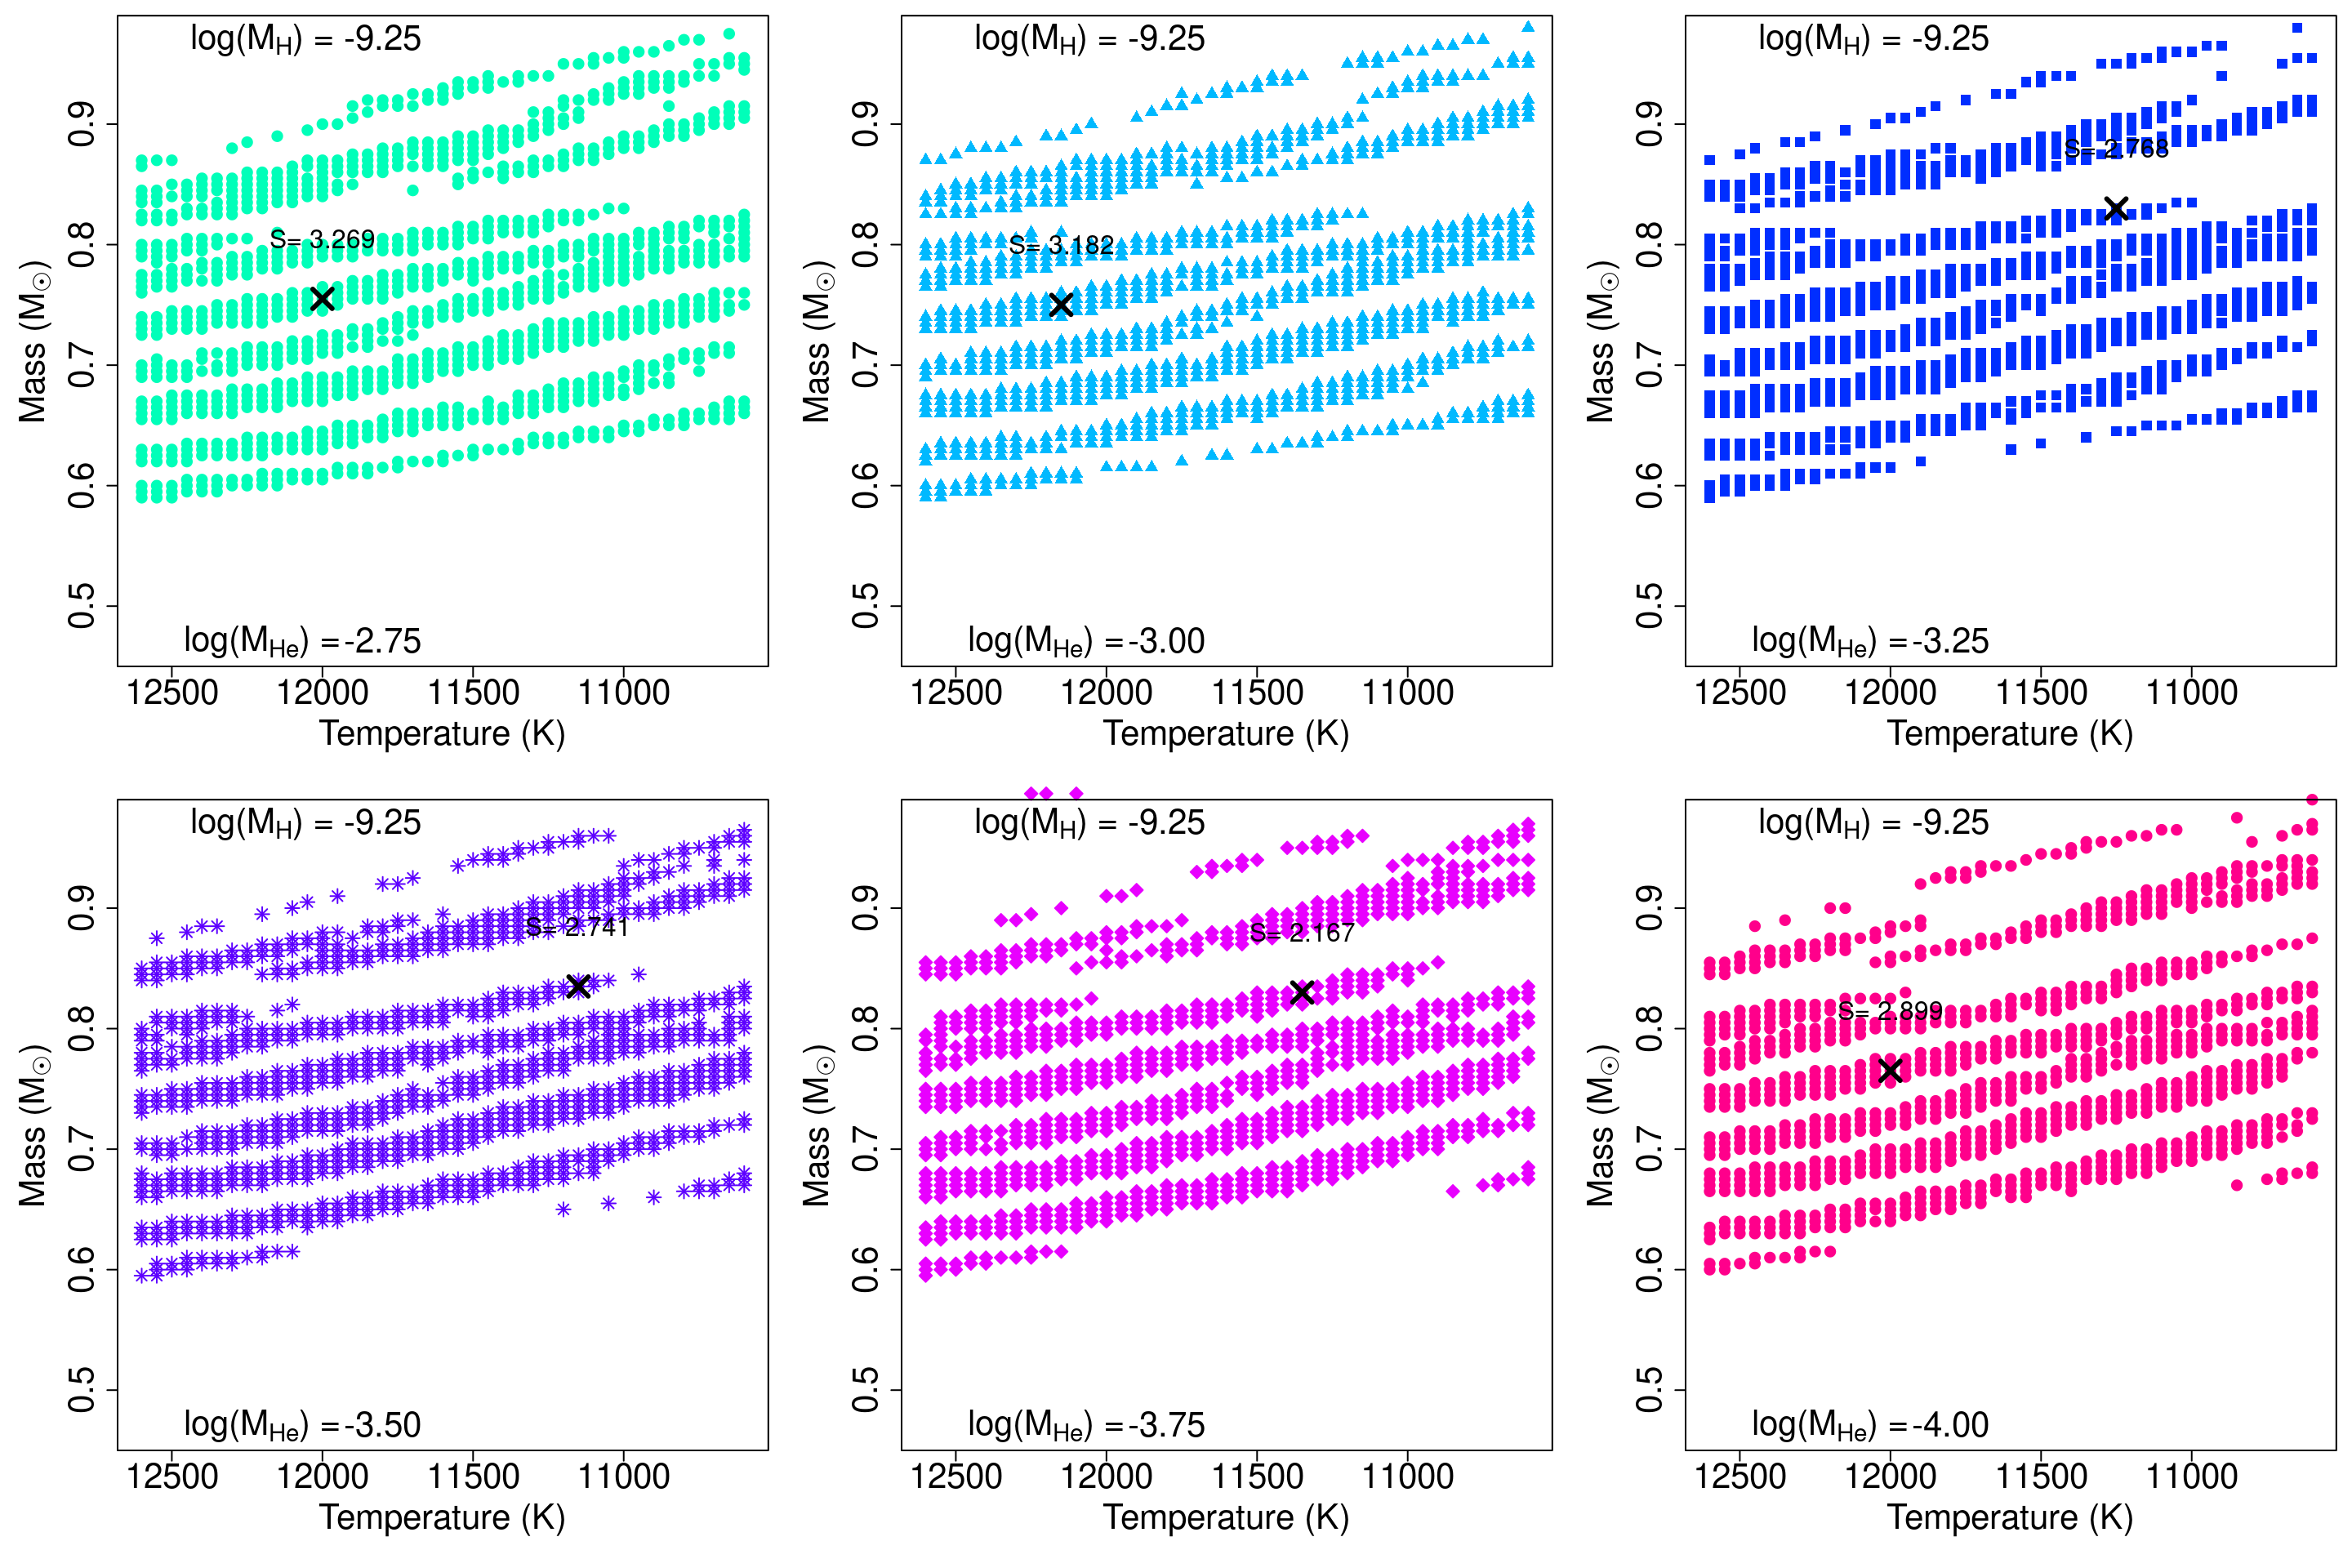 log(M_H) = -9.25
S= 3.269
log(M_He) =-2.75
0.5 0.6 0.7 0.8 0.9
Mass (M☉)
12500 12000 11500 11000
Temperature (K)
log(M_H) = -9.25
S= 3.182
log(M_He) =-3.00
0.5 0.6 0.7 0.8 0.9
Mass (M☉)
12500 12000 11500 11000
Temperature (K)
log(M_H) = -9.25
S= 2.768
log(M_He) =-3.25
0.5 0.6 0.7 0.8 0.9
Mass (M☉)
12500 12000 11500 11000
Temperature (K)
log(M_H) = -9.25
S= 2.741
log(M_He) =-3.50
0.5 0.6 0.7 0.8 0.9
Mass (M☉)
12500 12000 11500 11000
Temperature (K)
log(M_H) = -9.25
S= 2.167
log(M_He) =-3.75
0.5 0.6 0.7 0.8 0.9
Mass (M☉)
12500 12000 11500 11000
Temperature (K)
log(M_H) = -9.25
S= 2.899
log(M_He) =-4.00
0.5 0.6 0.7 0.8 0.9
Mass (M☉)
12500 12000 11500 11000
Temperature (K)